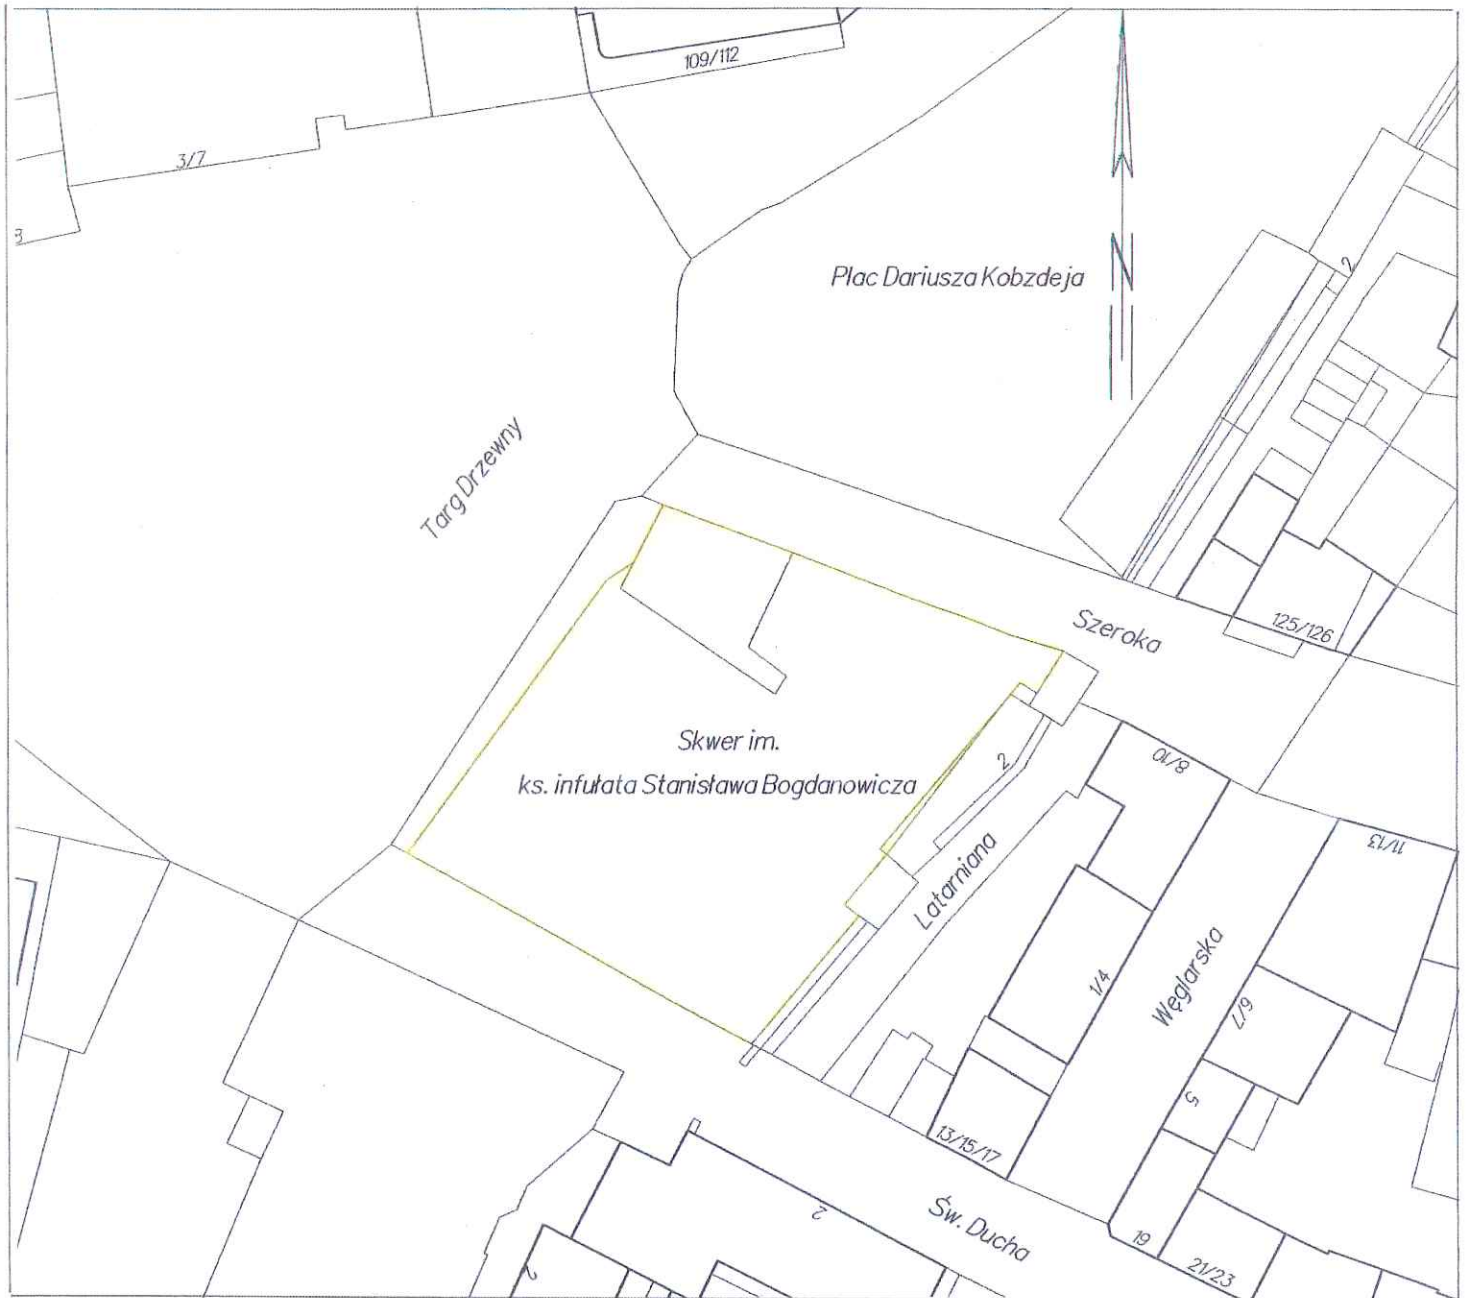 109/112
3/7
8
2
Plac Dariusza Kobzdeja
N
Targ Drzewny
Szeroka
125/126
Skwer im.
ks. infułata Stanisława Bogdanowicza
2
8/10
11/13
Latarniana
1/4
Węglarska
6/7
5
13/15/17
2
Św. Ducha
19
21/23
2